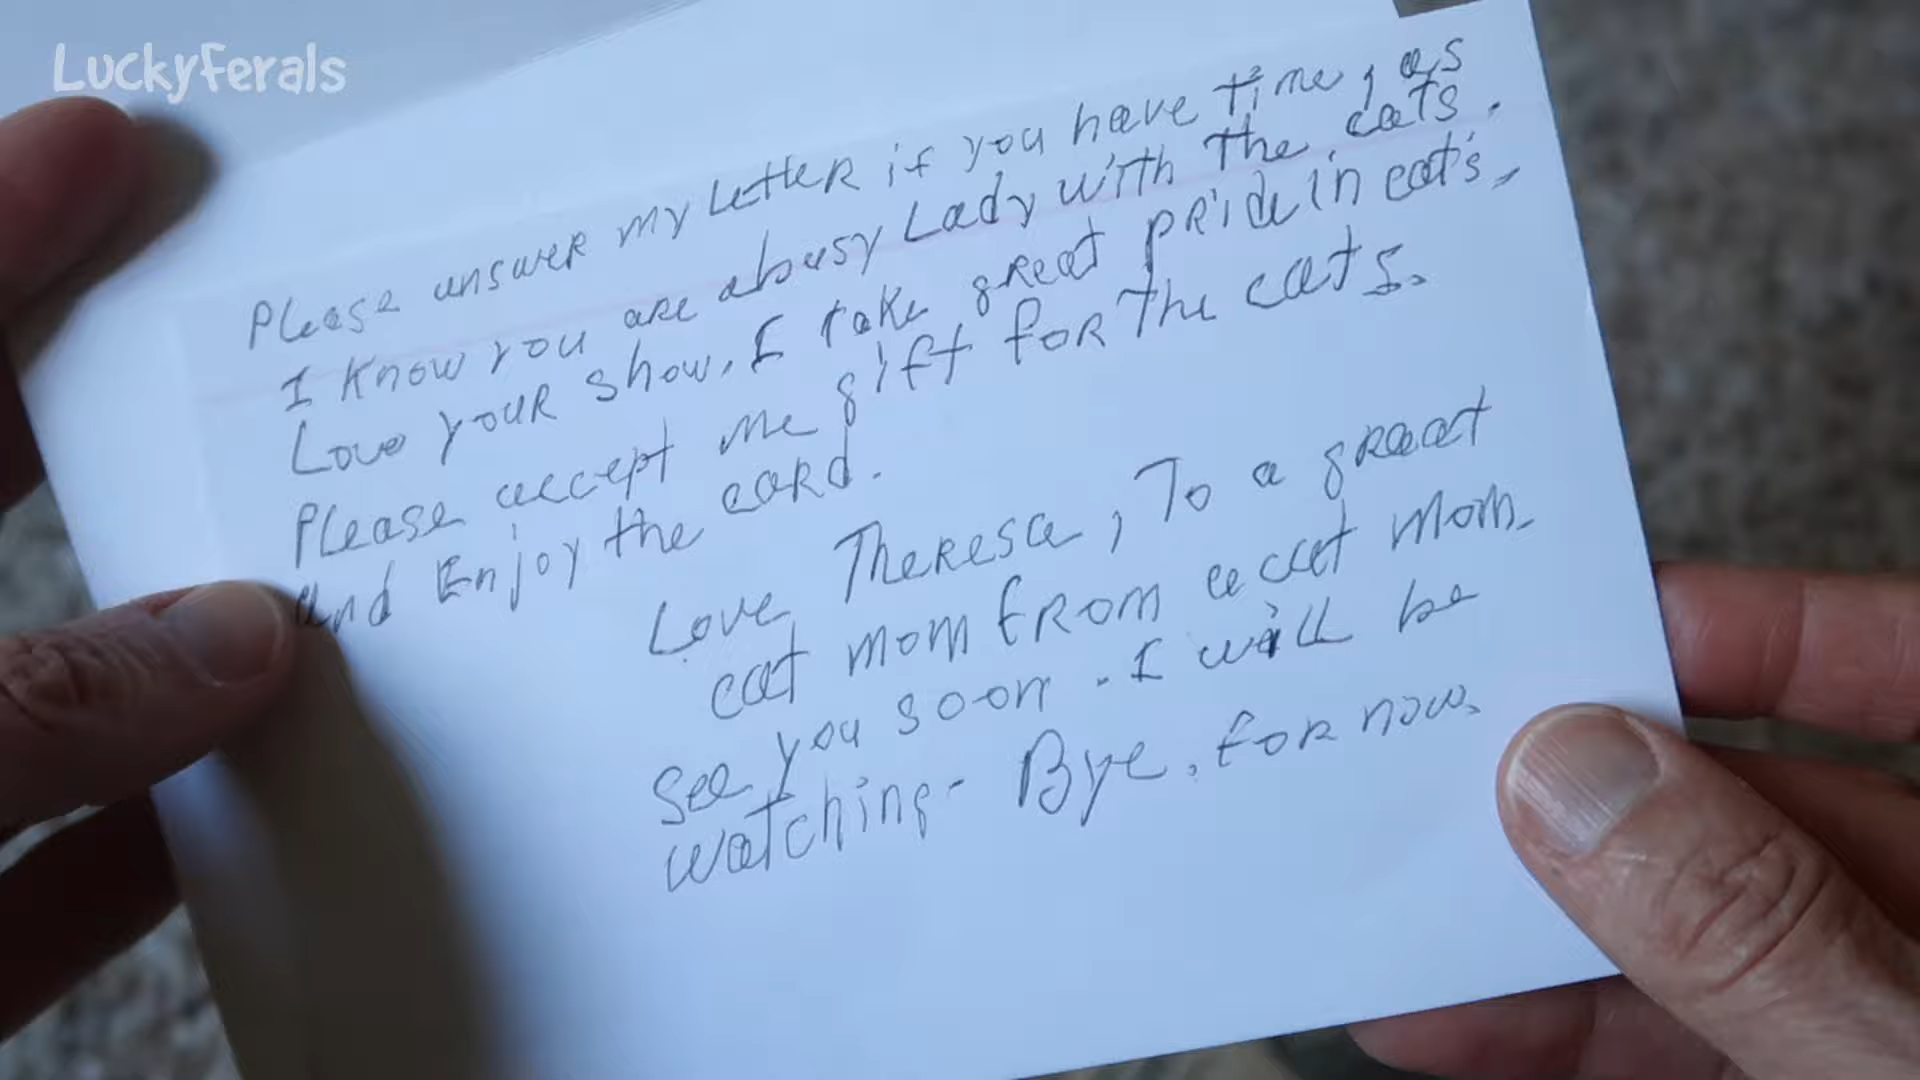 LuckyFerals
Please answer my Letter if you have time, as
I Know you are a busy Lady with the cats.
Love your show, I take great pride in cat's,
Please accept me gift for the cats.
and Enjoy the card.
Love Theresa, To a great
cat mom from a cat mom.
See you soon. I will be
watching- Bye. for now.